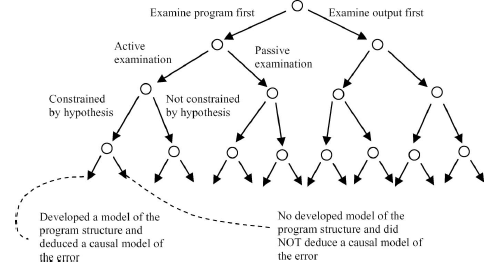 Examine program first
Examine output first
Active
examination
Passive
examination
Constrained
by hypothesis
Not constrained
by hypothesis
Developed a model of the
program structure and
deduced a causal model of
the error
No developed model of the
program structure and did
NOT deduce a causal model of
the error